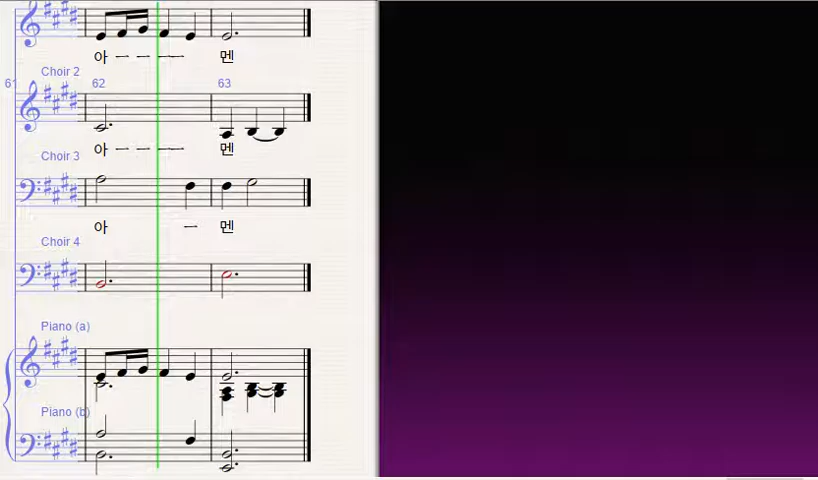 아 — — — 멘
Choir 2
61 62 63
아 — — — 멘
Choir 3
아 — 멘
Choir 4
Piano (a)
Piano (b)